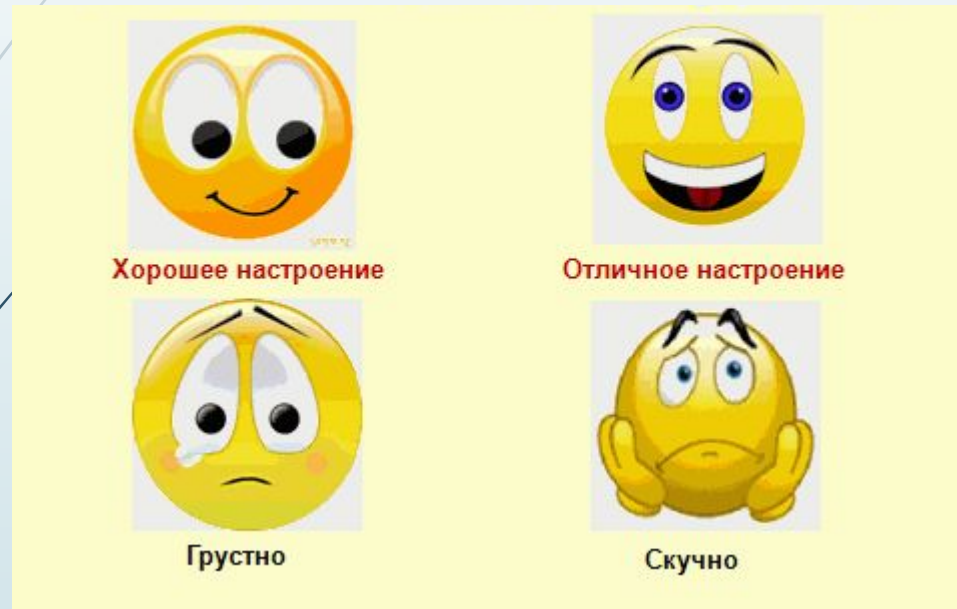 Хорошее настроение
Отличное настроение
Грустно
Скучно